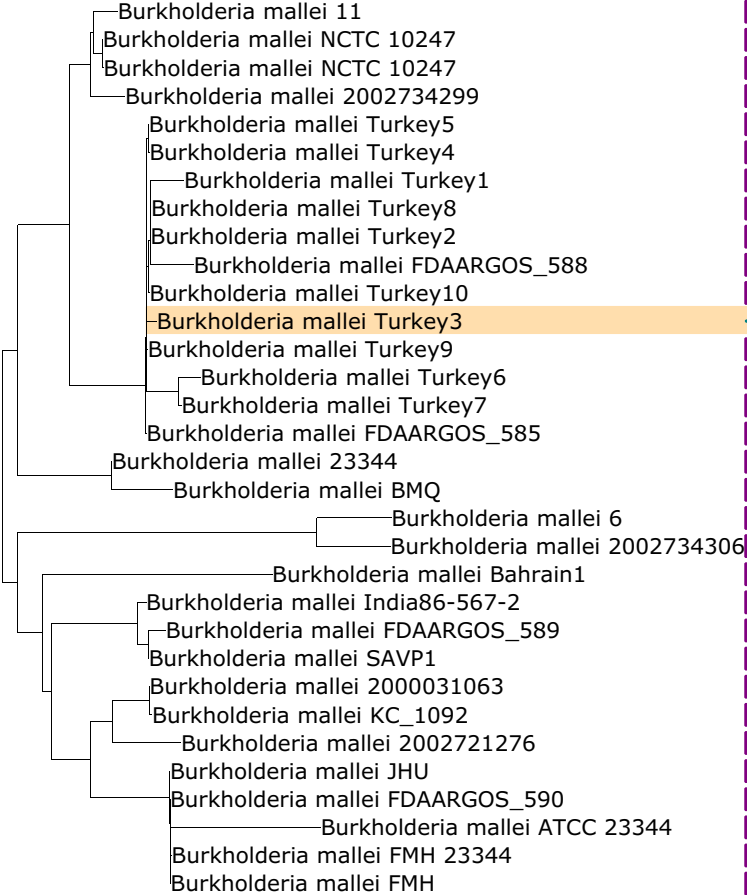 Burkholderia mallei 11
Burkholderia mallei NCTC 10247
Burkholderia mallei NCTC 10247
Burkholderia mallei 2002734299
Burkholderia mallei Turkey5
Burkholderia mallei Turkey4
Burkholderia mallei Turkey1
Burkholderia mallei Turkey8
Burkholderia mallei Turkey2
Burkholderia mallei FDAARGOS_588
Burkholderia mallei Turkey10
Burkholderia mallei Turkey3
Burkholderia mallei Turkey9
Burkholderia mallei Turkey6
Burkholderia mallei Turkey7
Burkholderia mallei FDAARGOS_585
Burkholderia mallei 23344
Burkholderia mallei BMQ
Burkholderia mallei 6
Burkholderia mallei 2002734306
Burkholderia mallei Bahrain1
Burkholderia mallei India86-567-2
Burkholderia mallei FDAARGOS_589
Burkholderia mallei SAVP1
Burkholderia mallei 2000031063
Burkholderia mallei KC_1092
Burkholderia mallei 2002721276
Burkholderia mallei JHU
Burkholderia mallei FDAARGOS_590
Burkholderia mallei ATCC 23344
Burkholderia mallei FMH 23344
Burkholderia mallei FMH